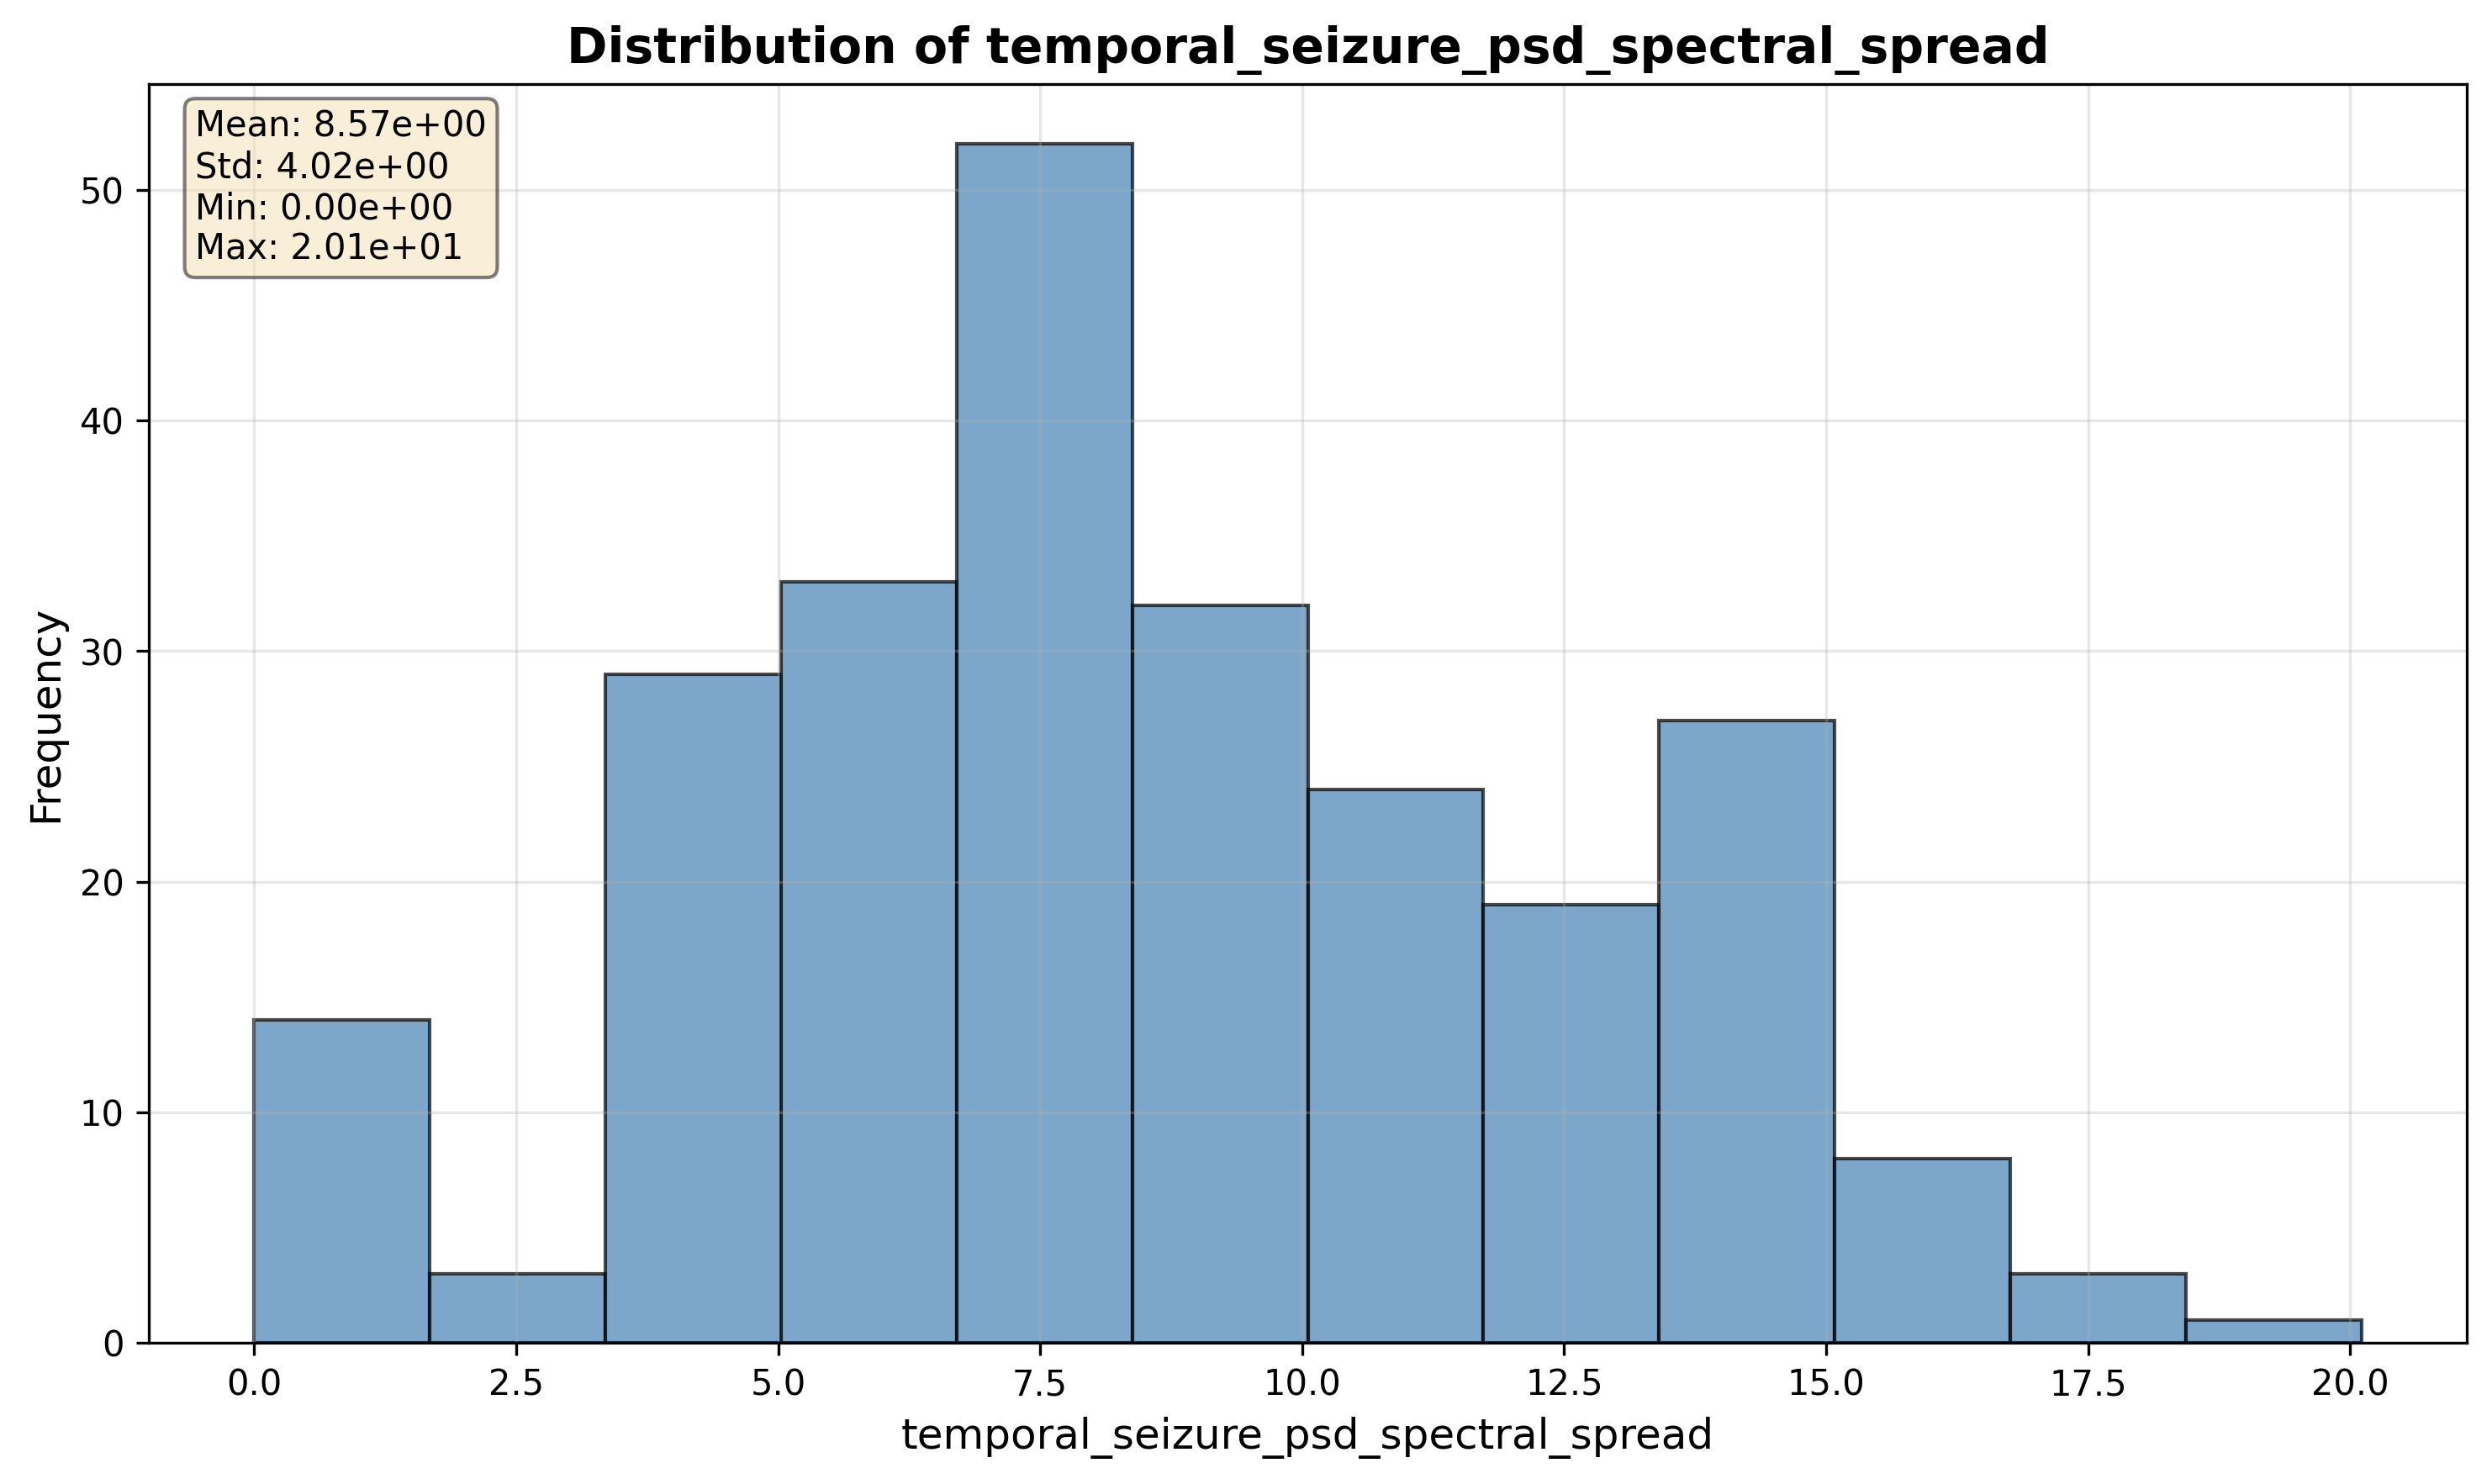 Distribution of temporal_seizure_psd_spectral_spread
Mean: 8.57e+00
Std: 4.02e+00
Min: 0.00e+00
Max: 2.01e+01
Frequency
50
40
30
20
10
0
0.0 2.5 5.0 7.5 10.0 12.5 15.0 17.5 20.0
temporal_seizure_psd_spectral_spread